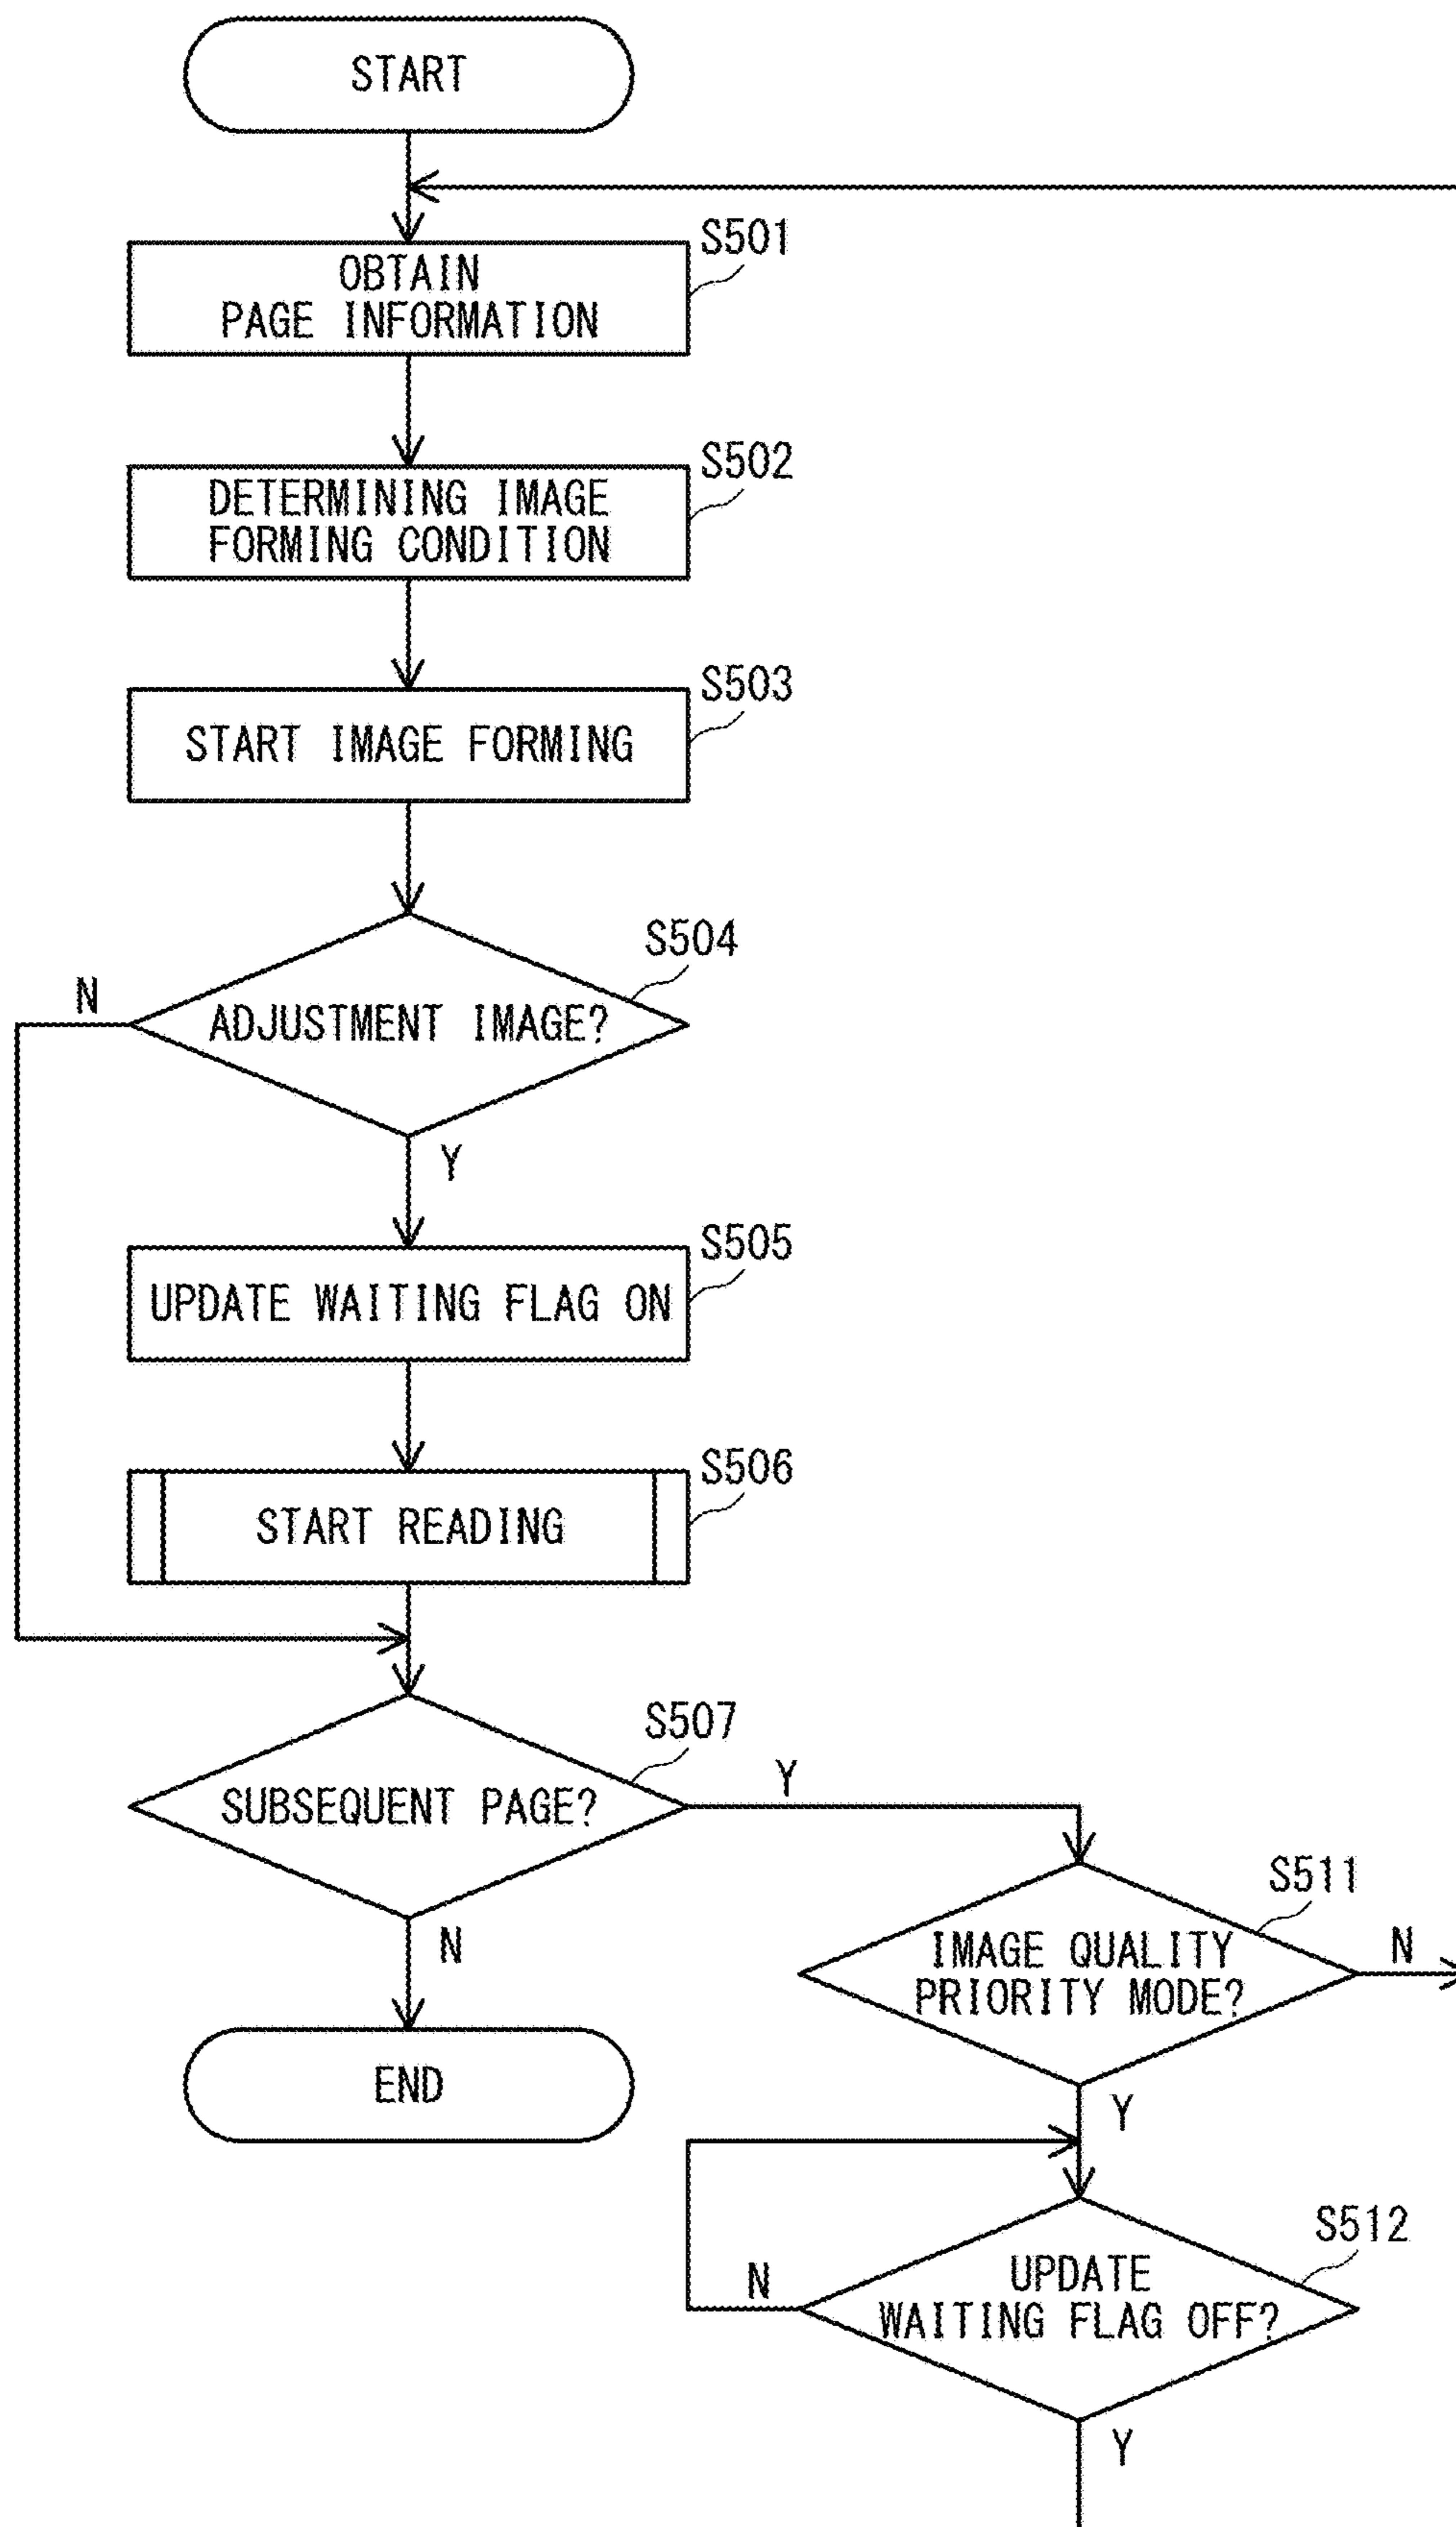 START
S501
OBTAIN
PAGE INFORMATION
S502
DETERMINING IMAGE
FORMING CONDITION
S503
START IMAGE FORMING
S504
N
ADJUSTMENT IMAGE?
Y
S505
UPDATE WAITING FLAG ON
S506
START READING
S507
Y
SUBSEQUENT PAGE?
S511
N
IMAGE QUALITY
PRIORITY MODE?
N
END
Y
S512
N
UPDATE
WAITING FLAG OFF?
Y